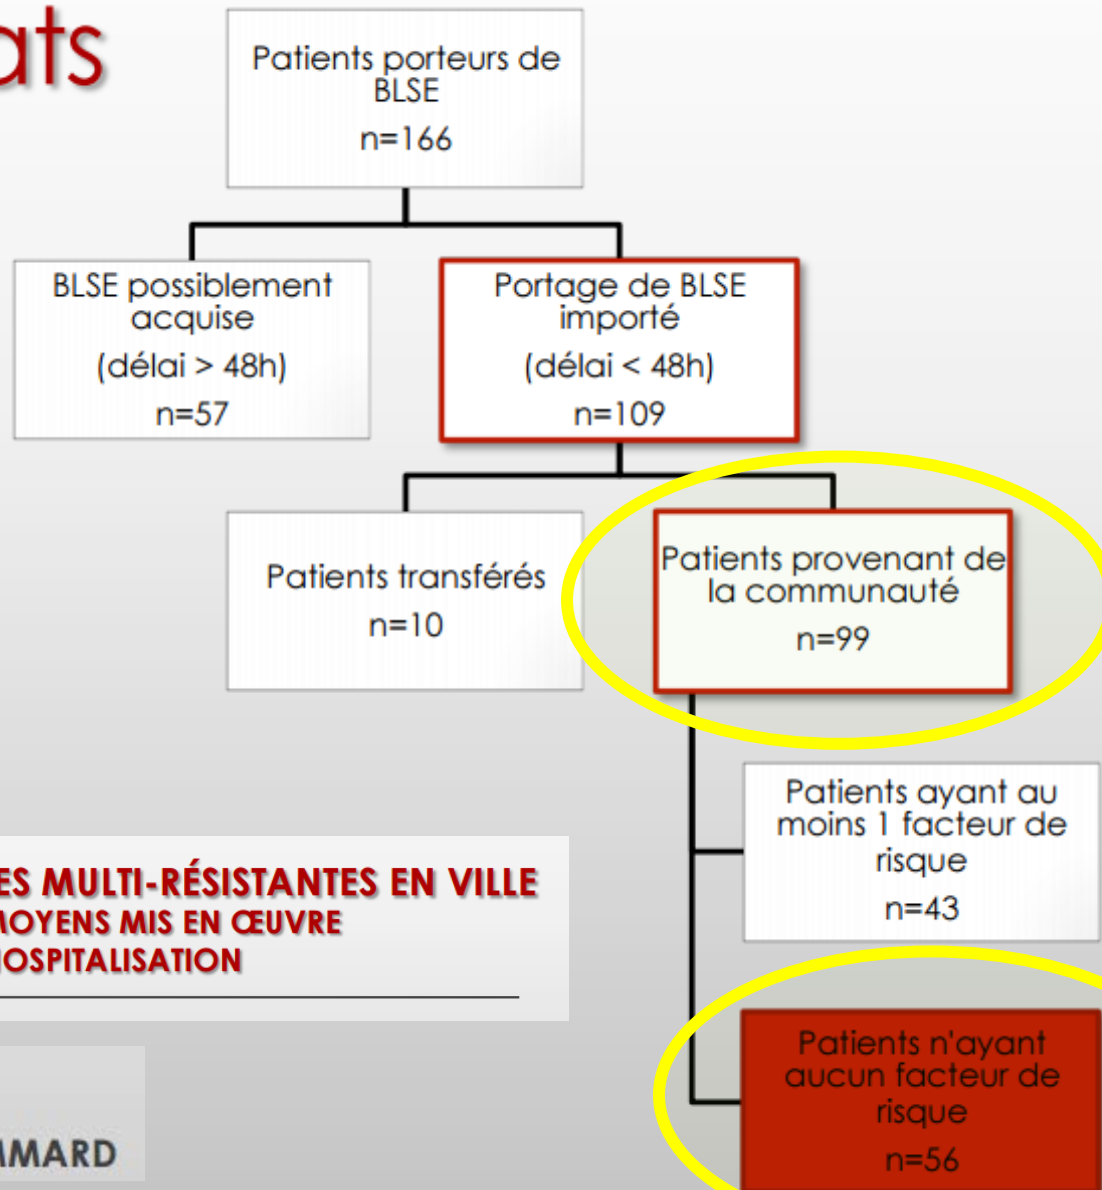 ats
Patients porteurs de
BLSE
n=166
BLSE possiblement
acquise
(délai > 48h)
n=57
Portage de BLSE
importé
(délai < 48h)
n=109
Patients transférés
n=10
Patients provenant de
la communauté
n=99
Patients ayant au
moins 1 facteur de
risque
n=43
ES MULTI-RÉSISTANTES EN VILLE
MOYENS MIS EN ŒUVRE
HOSPITALISATION
Patients n'ayant
aucun facteur de
risque
n=56
MMARD